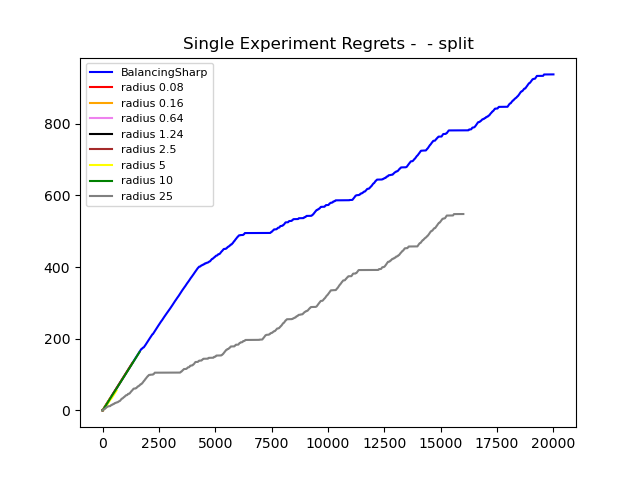 Single Experiment Regrets -  - split
BalancingSharp
radius 0.08
radius 0.16
radius 0.64
radius 1.24
radius 2.5
radius 5
radius 10
radius 25
800
600
400
200
0
0 2500 5000 7500 10000 12500 15000 17500 20000